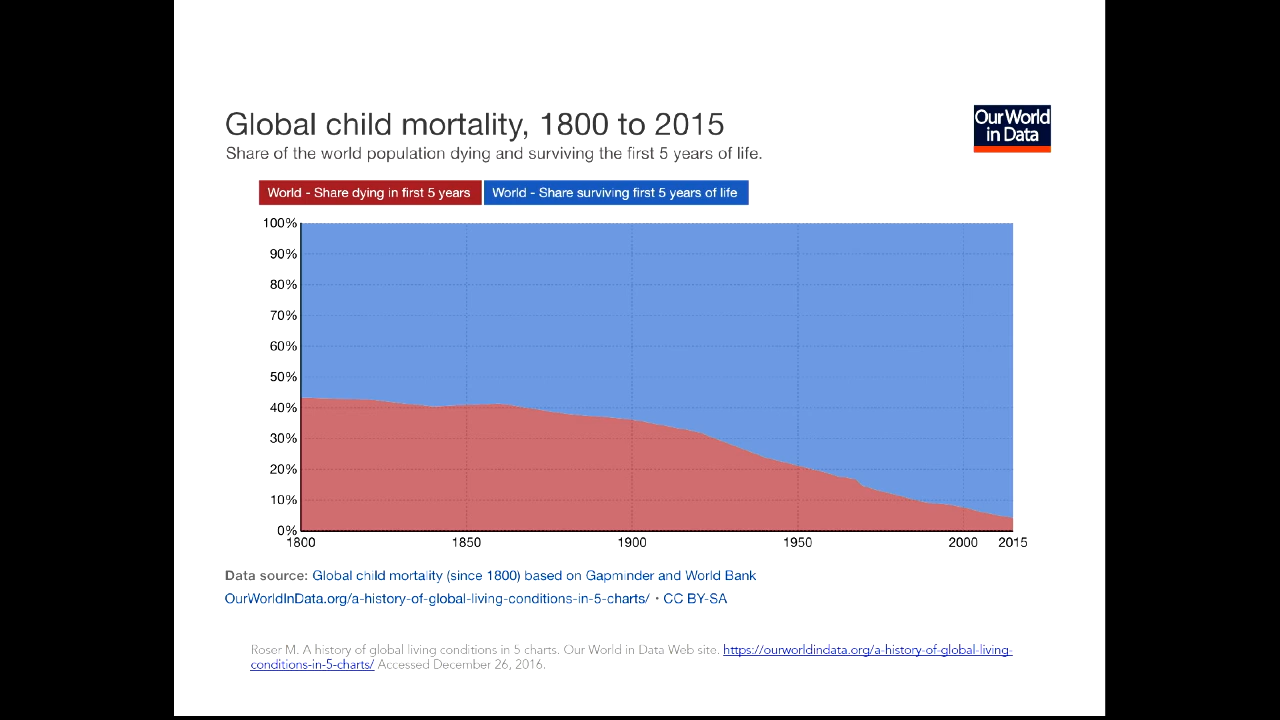 Global child mortality, 1800 to 2015
Share of the world population dying and surviving the first 5 years of life.
Our World
in Data
World - Share dying in first 5 years
World - Share surviving first 5 years of life
100%
90%
80%
70%
60%
50%
40%
30%
20%
10%
0%
1800
1850
1900
1950
2000
2015
Data source: Global child mortality (since 1800) based on Gapminder and World Bank
OurWorldInData.org/a-history-of-global-living-conditions-in-5-charts/ • CC BY-SA
Roser M. A history of global living conditions in 5 charts. Our World in Data Web site. https://ourworldindata.org/a-history-of-global-living-
conditions-in-5-charts/ Accessed December 26, 2016.